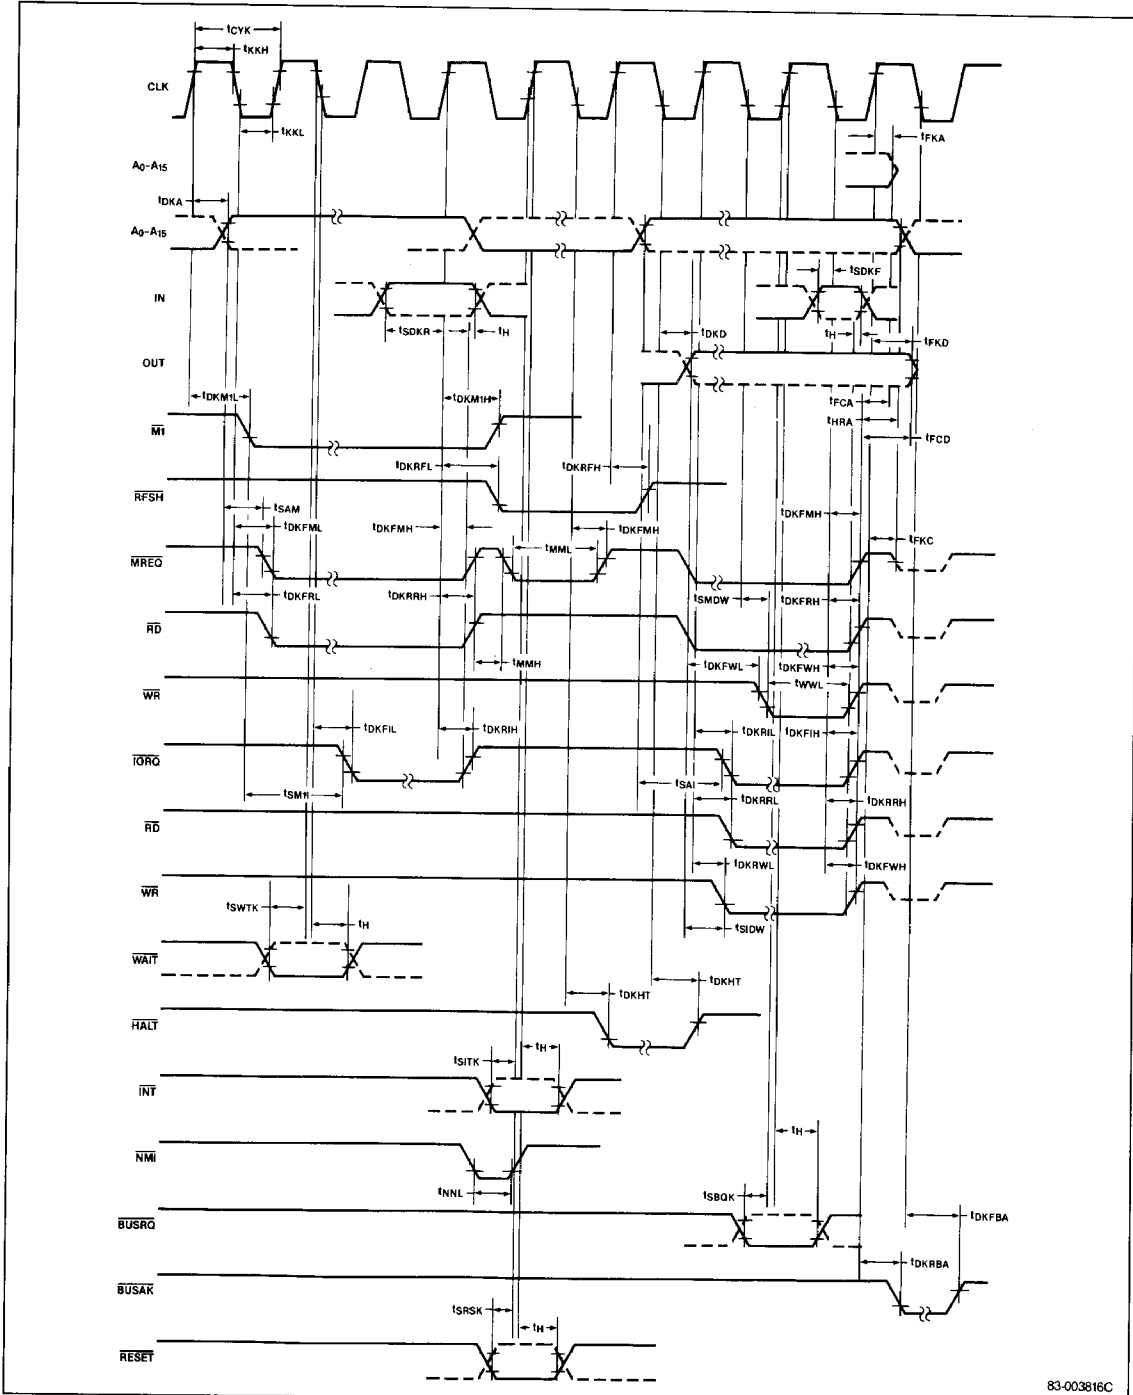 tCYK
tKKH
CLK
tKKL
tFKA
A0-A15
tDKA
A0-A15
tSDKF
IN
tSDKR
tH
tDKD
tH
tFKD
OUT
tDKM1L
tDKM1H
tFCA
tHRA
M1
tFCD
tDKRFL
tDKRFH
RFSH
tSAM
tDKFML
tDKFMH
tDKFMH
tDKFMH
tFKC
tMML
MREQ
tDKFRL
tDKRRH
tSMDW
tDKFRH
RD
tMMH
tDKFWL
tDKFWH
tWWL
WR
tDKFIL
tDKRIH
tDKRIL
tDKFIH
IORQ
tSM1I
tSAI
tDKRRL
tDKRRH
RD
tDKRWL
tDKFWH
WR
tSWTK
tH
tSIDW
WAIT
tDKHT
tDKHT
HALT
tSITK
tH
INT
tH
NMI
tNNL
tSBQK
BUSRQ
tDKFBA
tDKRBA
BUSAK
tSRSK
tH
RESET
83-003816C